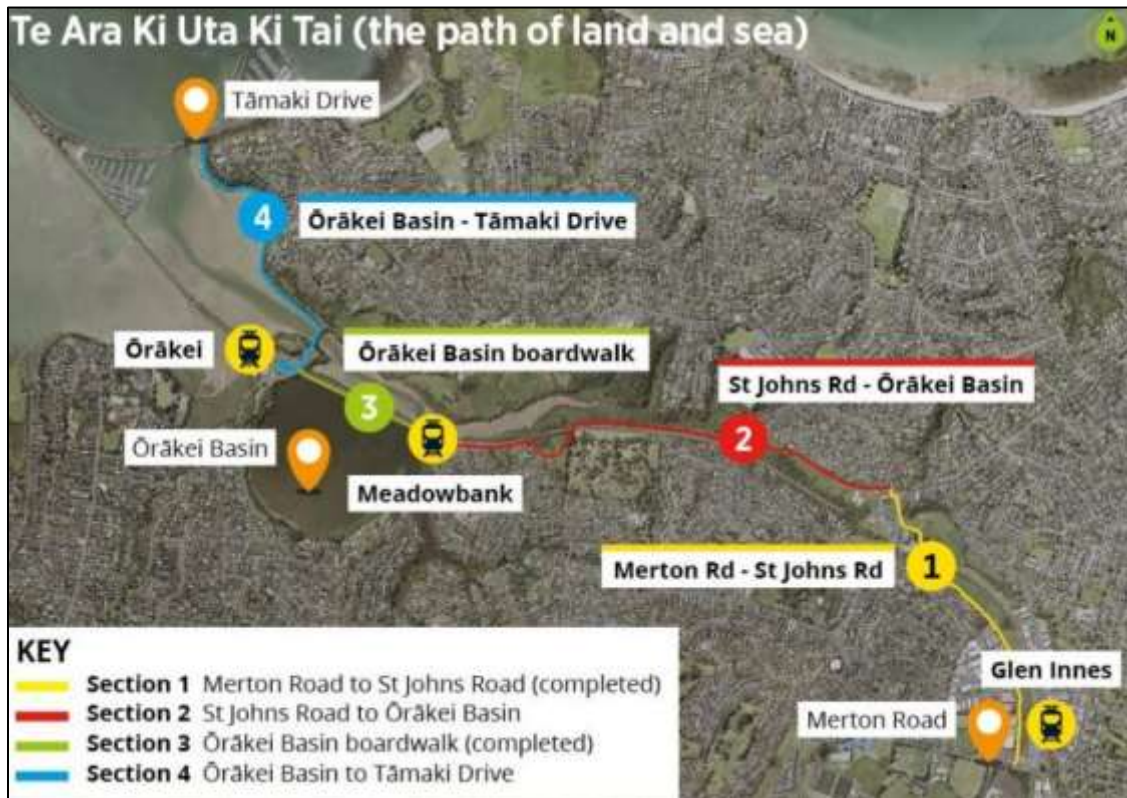 Te Ara Ki Uta Ki Tai (the path of land and sea)
N
Tāmaki Drive
4
Ōrākei Basin - Tāmaki Drive
Ōrākei
Ōrākei Basin boardwalk
3
St Johns Rd - Ōrākei Basin
2
Ōrākei Basin
Meadowbank
Merton Rd - St Johns Rd
1
Glen Innes
Merton Road
KEY
Section 1 Merton Road to St Johns Road (completed)
Section 2 St Johns Road to Ōrākei Basin
Section 3 Ōrākei Basin boardwalk (completed)
Section 4 Ōrākei Basin to Tāmaki Drive